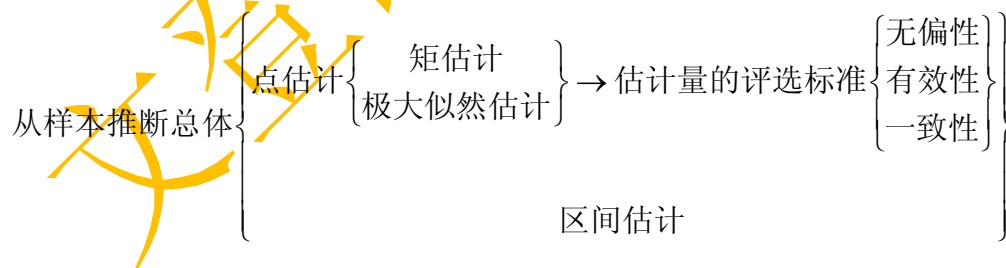 从样本推断总体
点估计
矩估计
极大似然估计
→ 估计量的评选标准
无偏性
有效性
一致性
区间估计